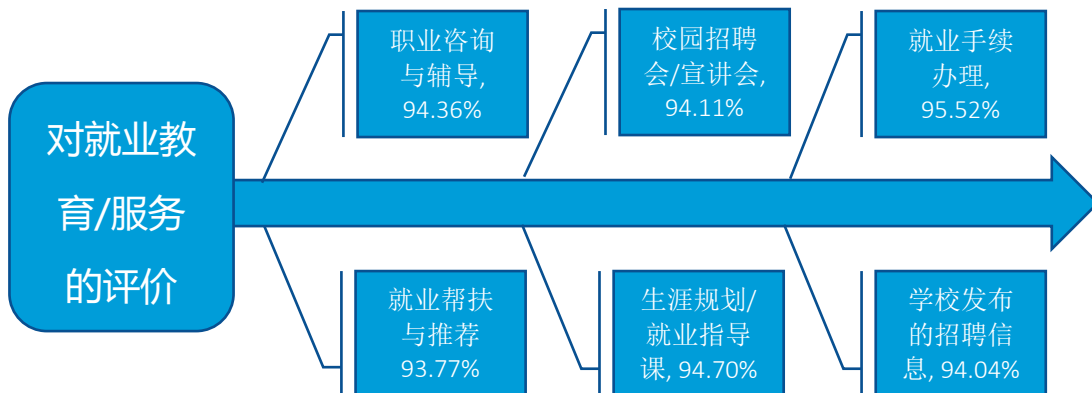 对就业教
育/服务
的评价
职业咨询
与辅导,
94.36%
校园招聘
会/宣讲会,
94.11%
就业手续
办理,
95.52%
就业帮扶
与推荐
93.77%
生涯规划/
就业指导
课, 94.70%
学校发布
的招聘信
息, 94.04%